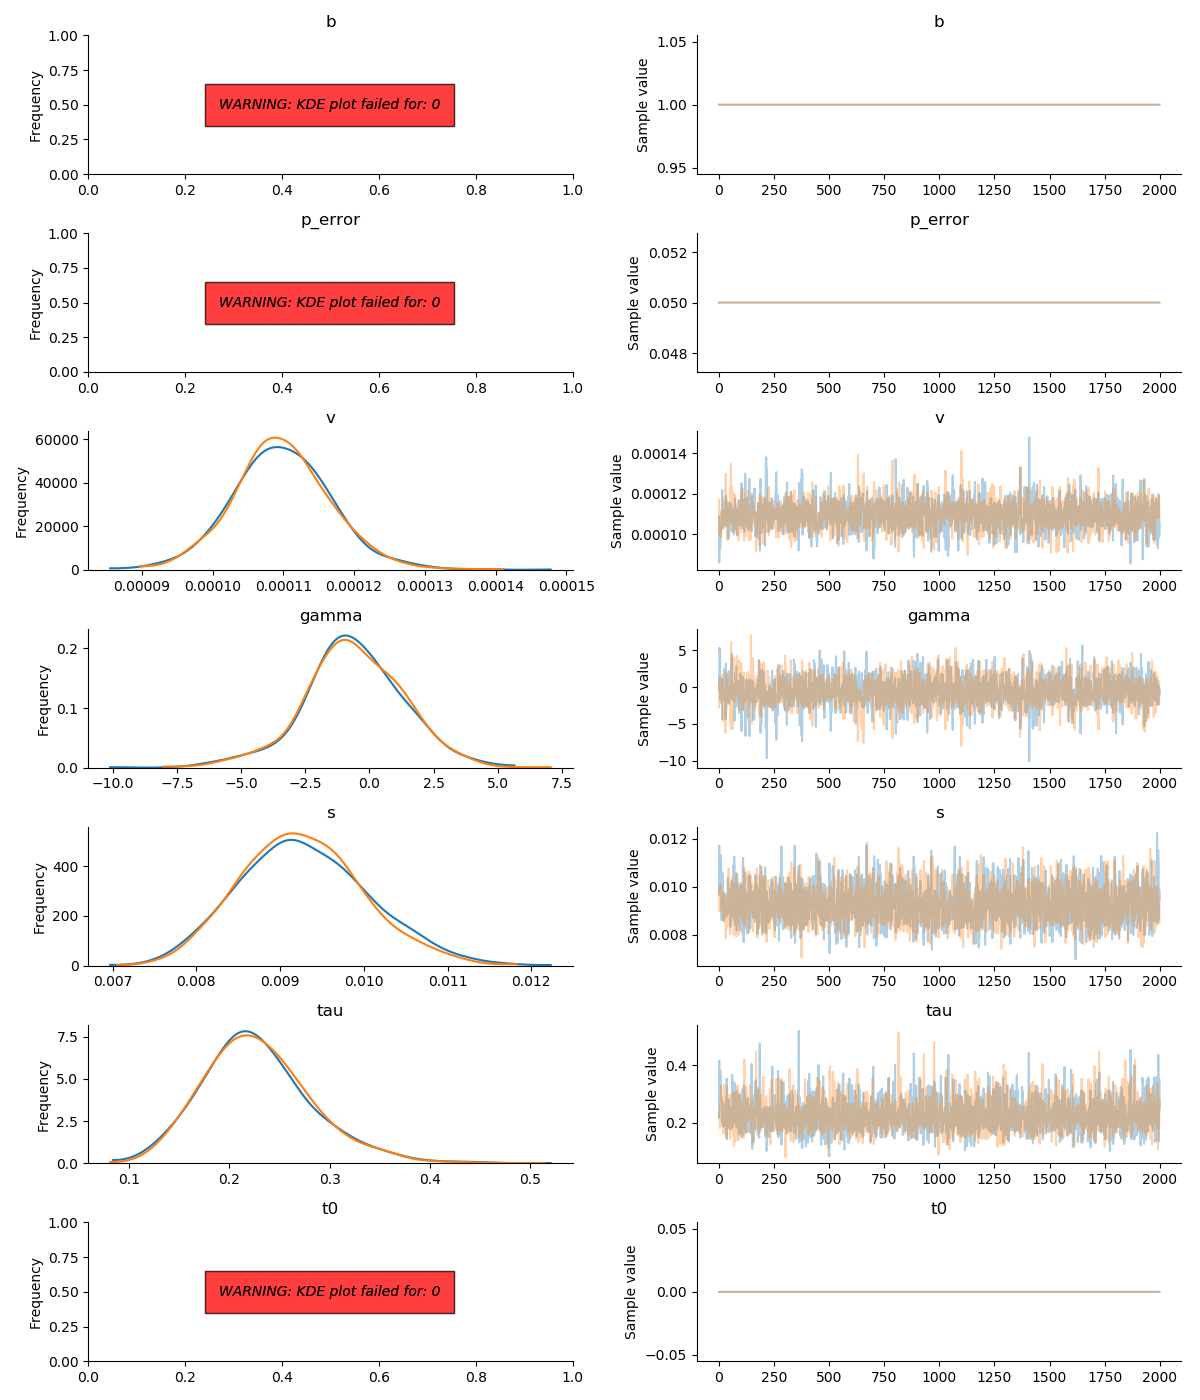 b
b
1.00
0.75
0.50
0.25
0.00
Frequency
WARNING: KDE plot failed for: 0
0.0 0.2 0.4 0.6 0.8 1.0
1.05
1.00
0.95
Sample value
0 250 500 750 1000 1250 1500 1750 2000
p_error
p_error
1.00
0.75
0.50
0.25
0.00
Frequency
WARNING: KDE plot failed for: 0
0.0 0.2 0.4 0.6 0.8 1.0
0.052
0.050
0.048
Sample value
0 250 500 750 1000 1250 1500 1750 2000
v
v
60000
40000
20000
0
Frequency
0.00009 0.00010 0.00011 0.00012 0.00013 0.00014 0.00015
0.00014
0.00012
0.00010
Sample value
0 250 500 750 1000 1250 1500 1750 2000
gamma
gamma
0.2
0.1
0.0
Frequency
−10.0 −7.5 −5.0 −2.5 0.0 2.5 5.0 7.5
5
0
−5
−10
Sample value
0 250 500 750 1000 1250 1500 1750 2000
s
s
400
200
0
Frequency
0.007 0.008 0.009 0.010 0.011 0.012
0.012
0.010
0.008
Sample value
0 250 500 750 1000 1250 1500 1750 2000
tau
tau
7.5
5.0
2.5
0.0
Frequency
0.1 0.2 0.3 0.4 0.5
0.4
0.2
Sample value
0 250 500 750 1000 1250 1500 1750 2000
t0
t0
1.00
0.75
0.50
0.25
0.00
Frequency
WARNING: KDE plot failed for: 0
0.0 0.2 0.4 0.6 0.8 1.0
0.05
0.00
−0.05
Sample value
0 250 500 750 1000 1250 1500 1750 2000